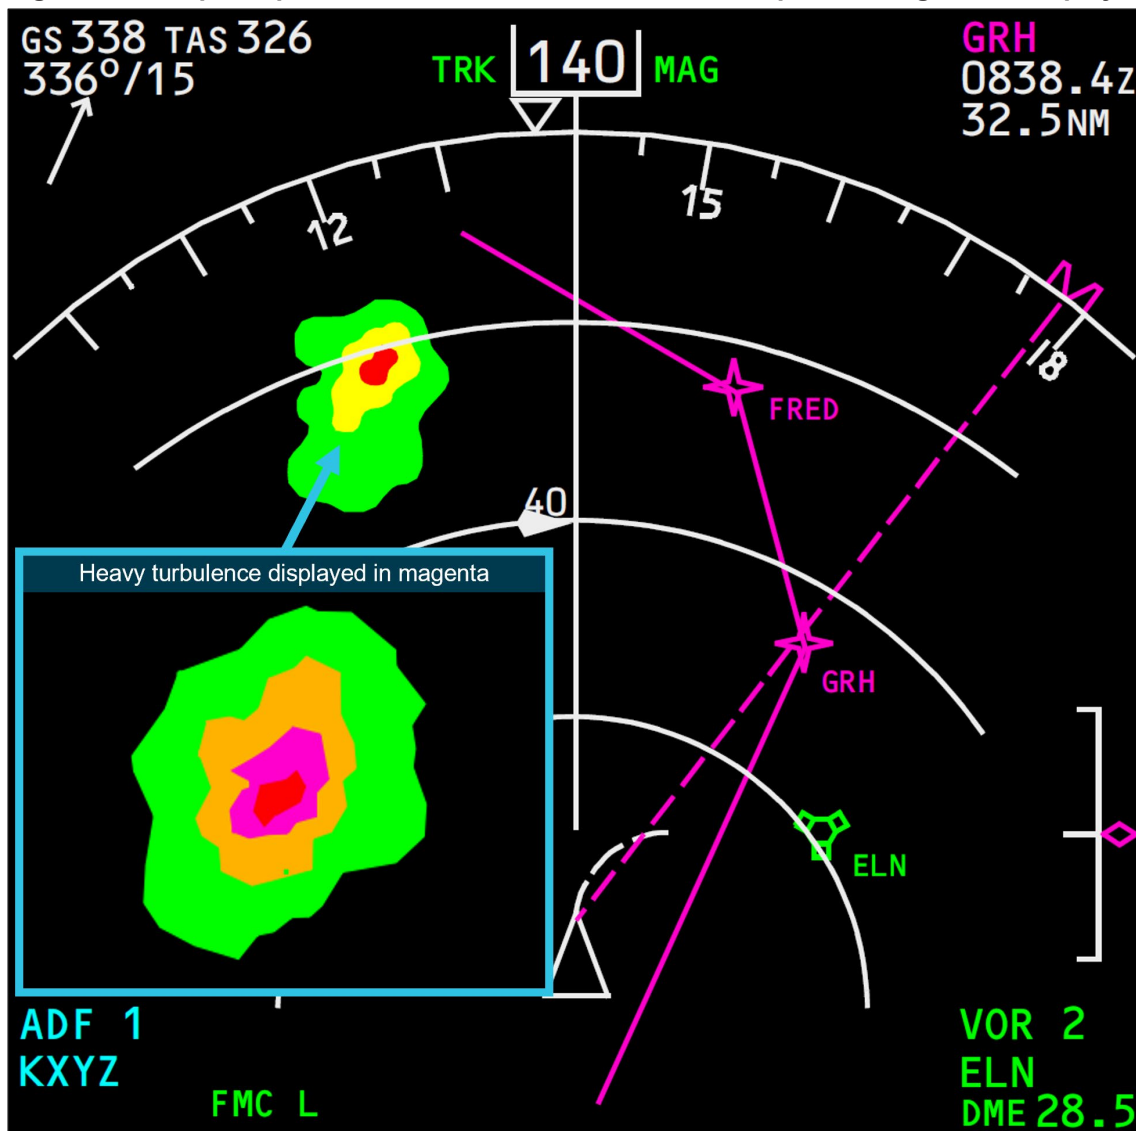 GS 338 TAS 326
336°/15
TRK 140 MAG
GRH
0838.4Z
32.5NM
12
15
18
FRED
40
Heavy turbulence displayed in magenta
GRH
ELN
ADF 1
KXYZ
FMC L
VOR 2
ELN
DME 28.5